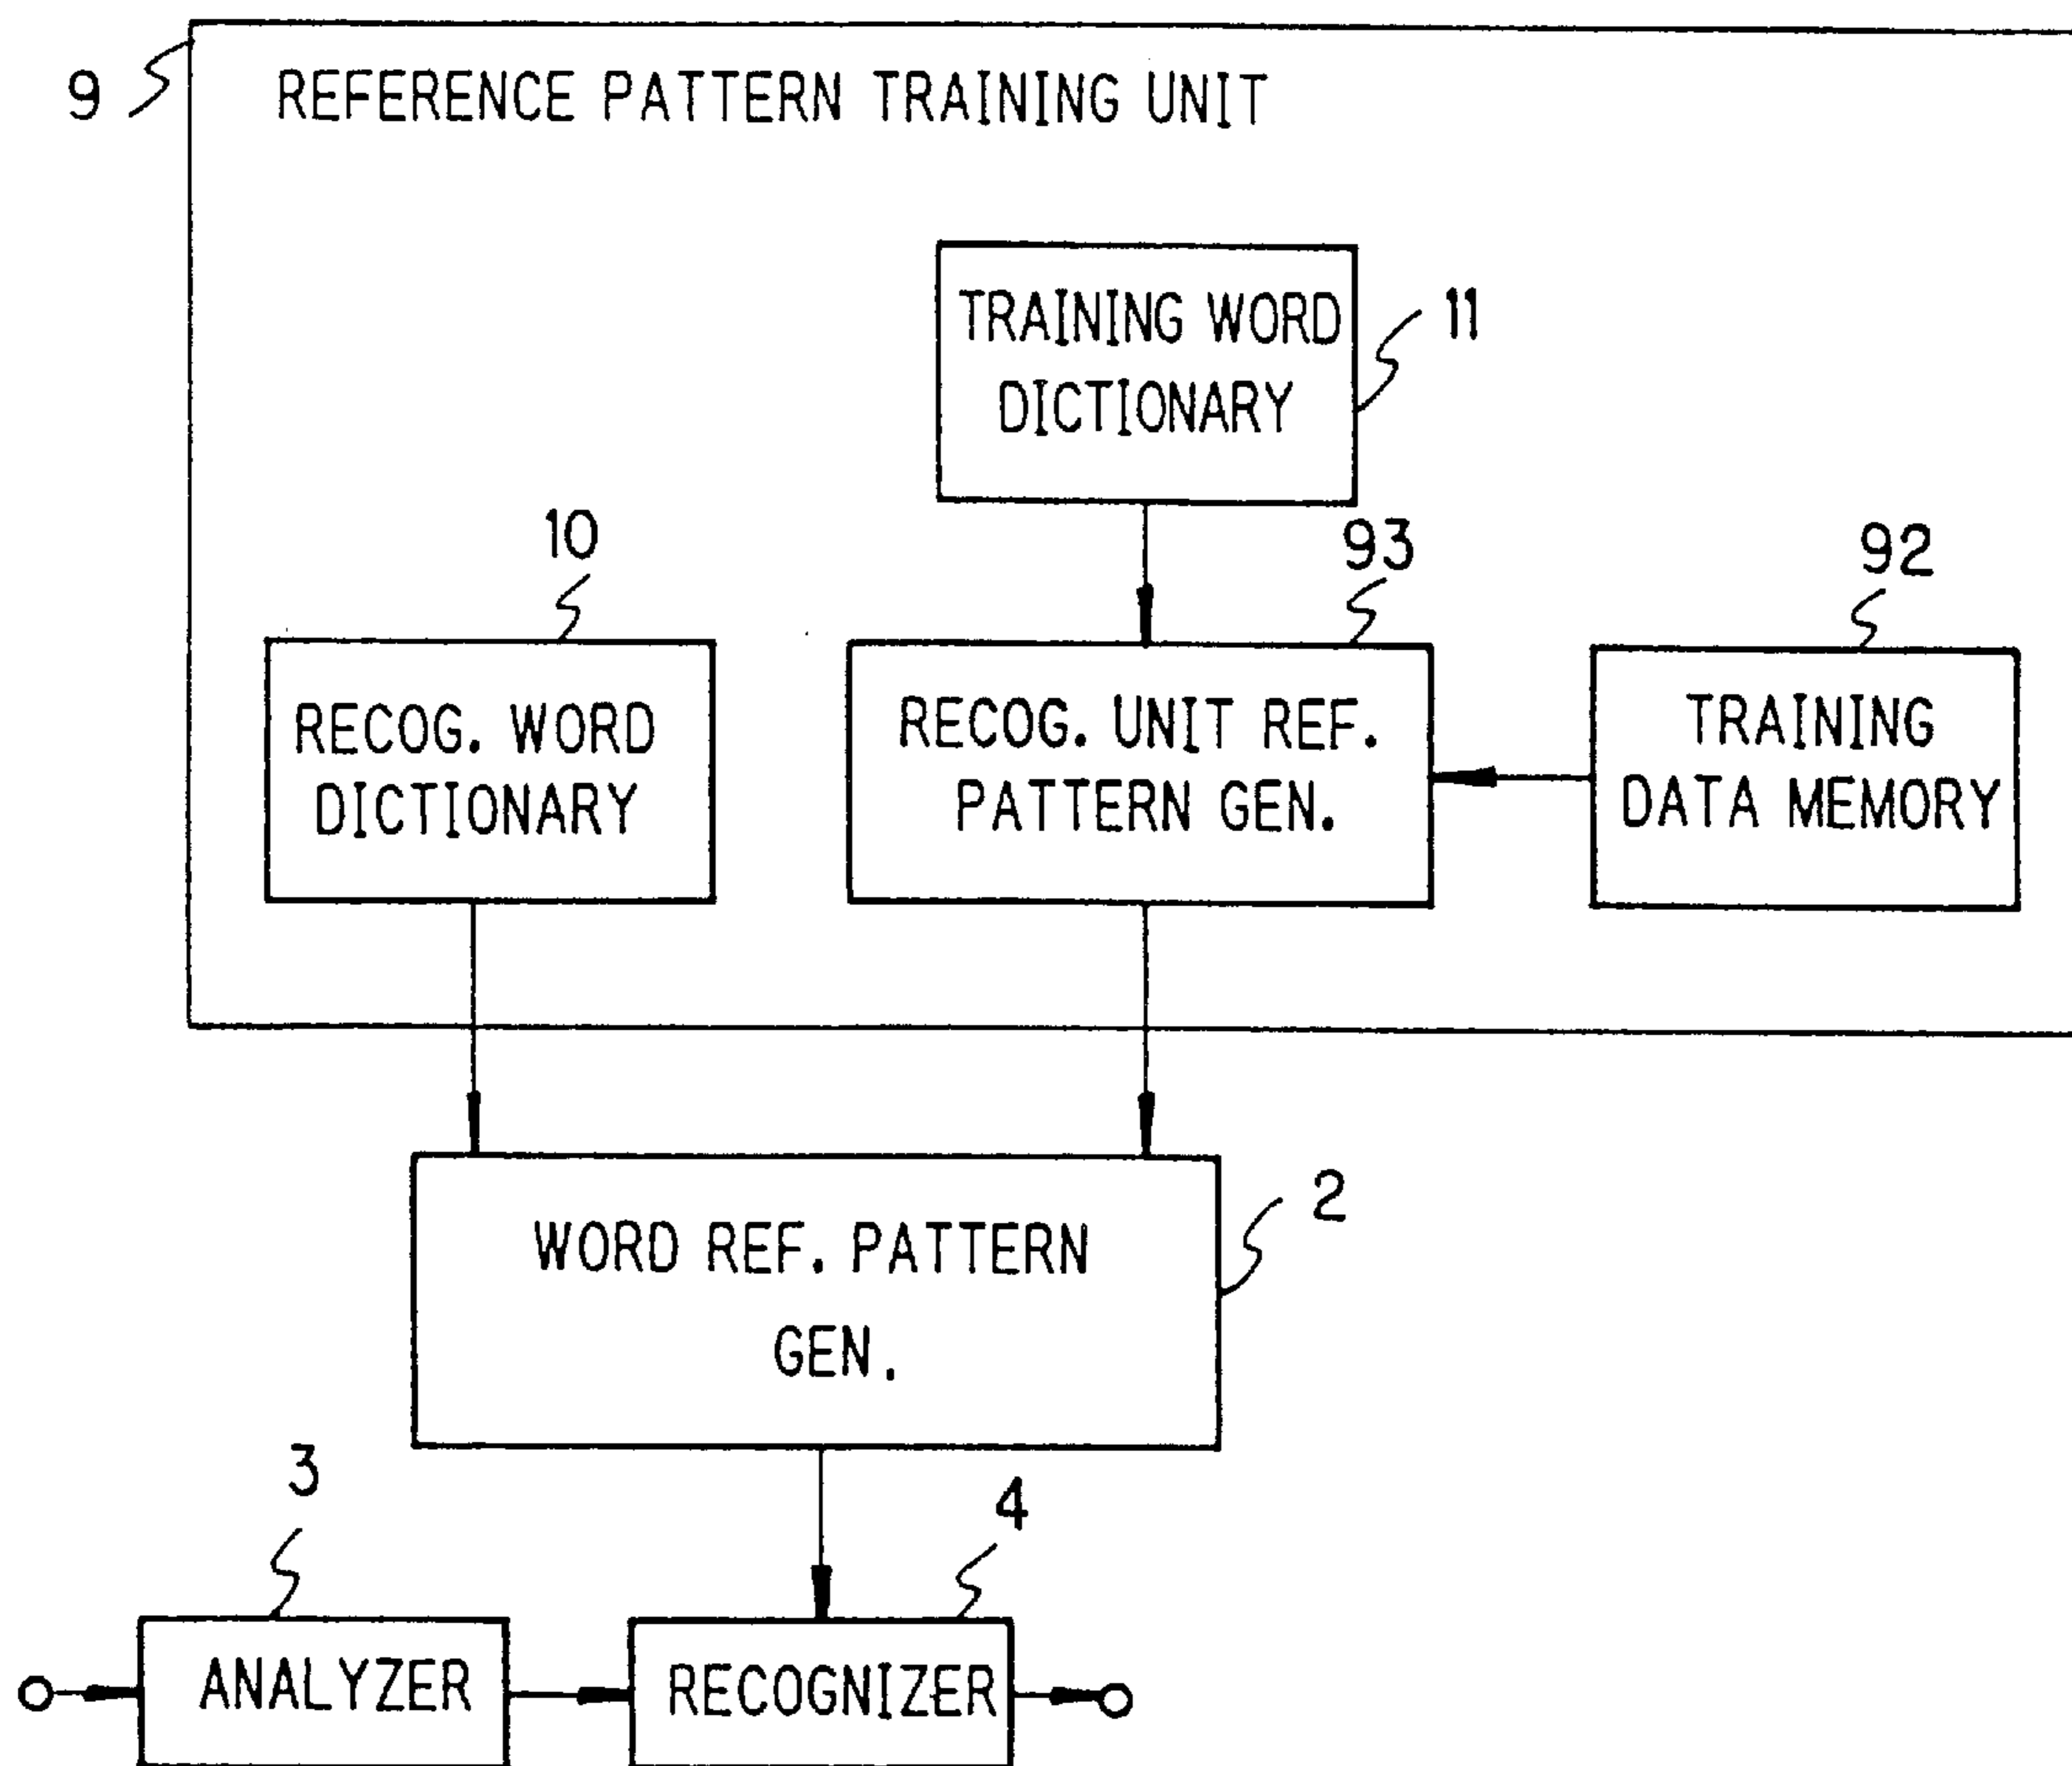 9
REFERENCE PATTERN TRAINING UNIT
TRAINING WORD
DICTIONARY
11
10
93
92
RECOG. WORD
DICTIONARY
RECOG. UNIT REF.
PATTERN GEN.
TRAINING
DATA MEMORY
2
WORD REF. PATTERN
GEN.
3
4
ANALYZER
RECOGNIZER